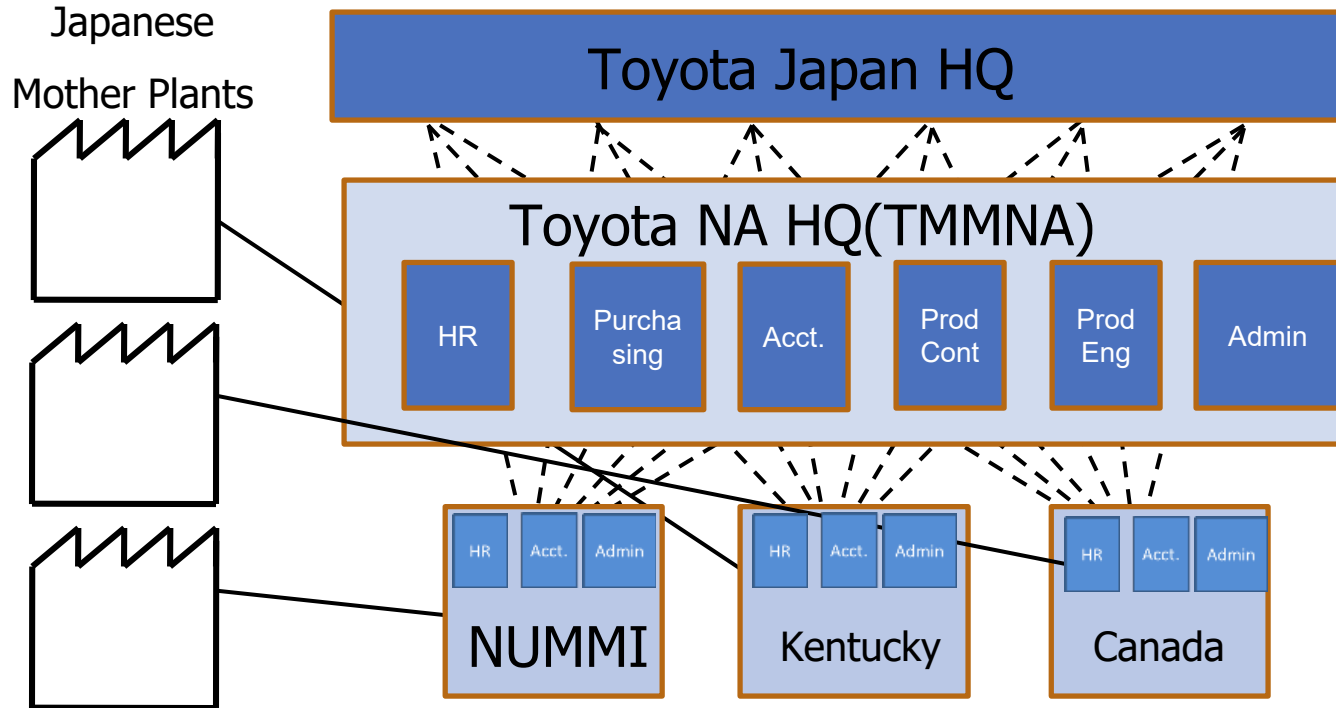 Japanese
Mother Plants
Toyota Japan HQ
Toyota NA HQ(TMMNA)
HR
Purcha
sing
Acct.
Prod
Cont
Prod
Eng
Admin
HR
Acct.
Admin
NUMMI
HR
Acct.
Admin
Kentucky
HR
Acct.
Admin
Canada